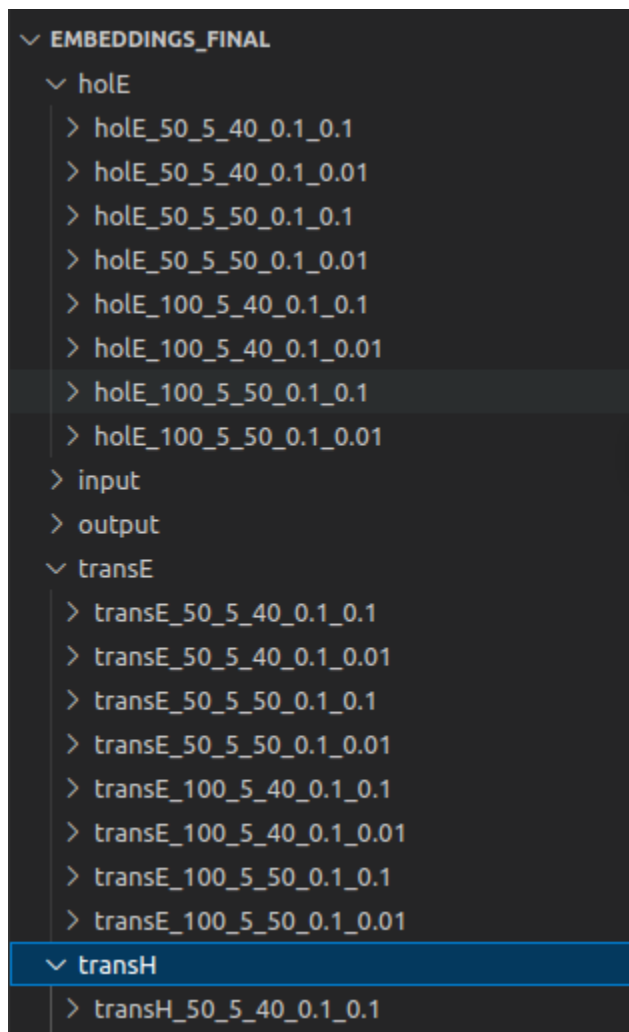 EMBEDDINGS_FINAL
holE
holE_50_5_40_0.1_0.1
holE_50_5_40_0.1_0.01
holE_50_5_50_0.1_0.1
holE_50_5_50_0.1_0.01
holE_100_5_40_0.1_0.1
holE_100_5_40_0.1_0.01
holE_100_5_50_0.1_0.1
holE_100_5_50_0.1_0.01
input
output
transE
transE_50_5_40_0.1_0.1
transE_50_5_40_0.1_0.01
transE_50_5_50_0.1_0.1
transE_50_5_50_0.1_0.01
transE_100_5_40_0.1_0.1
transE_100_5_40_0.1_0.01
transE_100_5_50_0.1_0.1
transE_100_5_50_0.1_0.01
transH
transH_50_5_40_0.1_0.1